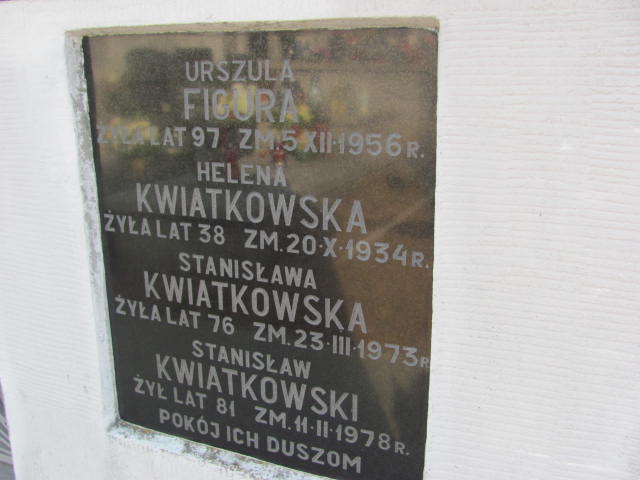 URSZULA
FIGURA
ŻYŁA LAT 97 ZM. 5 XII·1956 R.
HELENA
KWIATKOWSKA
ŻYŁA LAT 38 ZM. 20·X·1934 R.
STANISŁAWA
KWIATKOWSKA
ŻYŁA LAT 76 ZM. 23·III·1973 R
STANISŁAW
KWIATKOWSKI
ŻYŁ LAT 81 ZM. 11·II·1978 R.
POKÓJ ICH DUSZOM